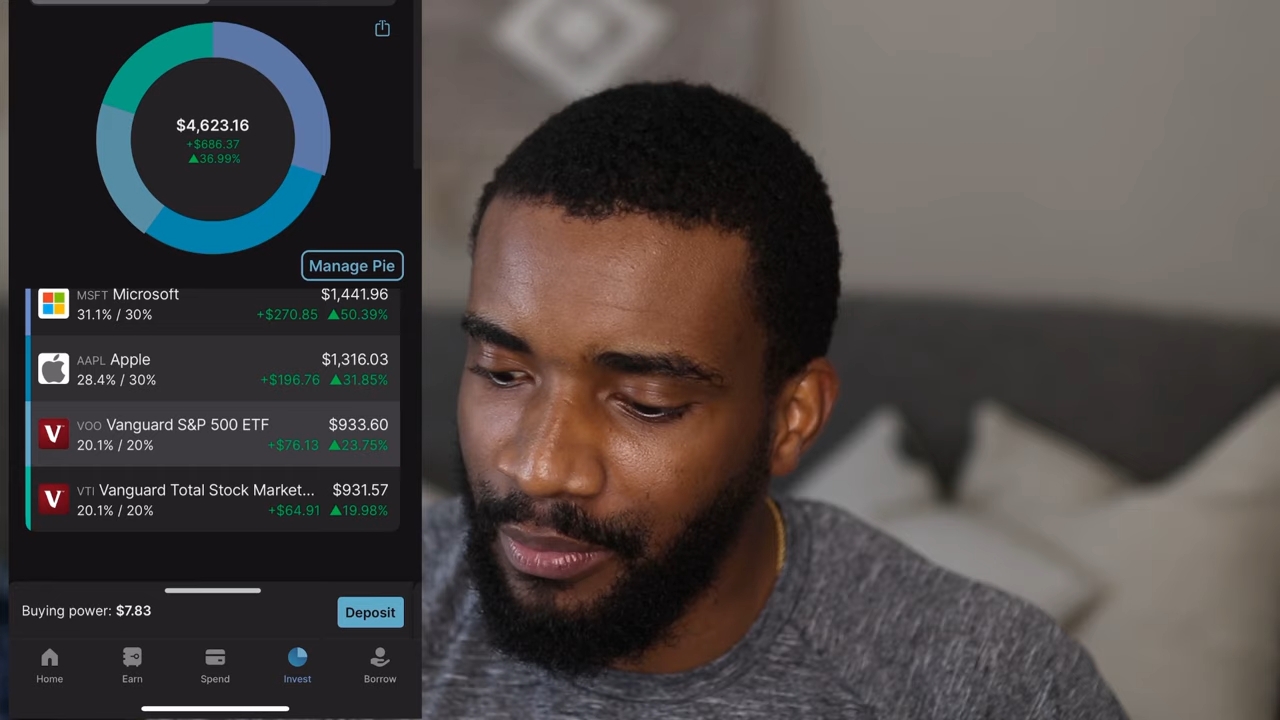 $4,623.16
+$686.37
▲36.99%
Manage Pie
MSFT Microsoft $1,441.96
31.1% / 30% +$270.85 ▲50.39%
AAPL Apple $1,316.03
28.4% / 30% +$196.76 ▲31.85%
VOO Vanguard S&P 500 ETF $933.60
20.1% / 20% +$76.13 ▲23.75%
VTI Vanguard Total Stock Market... $931.57
20.1% / 20% +$64.91 ▲19.98%
Buying power: $7.83 Deposit
Home Earn Spend Invest Borrow